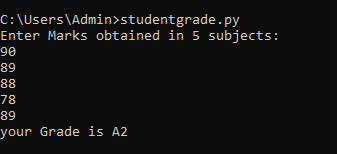 C:\Users\Admin>studentgrade.py
Enter Marks obtained in 5 subjects:
90
89
88
78
89
your Grade is A2